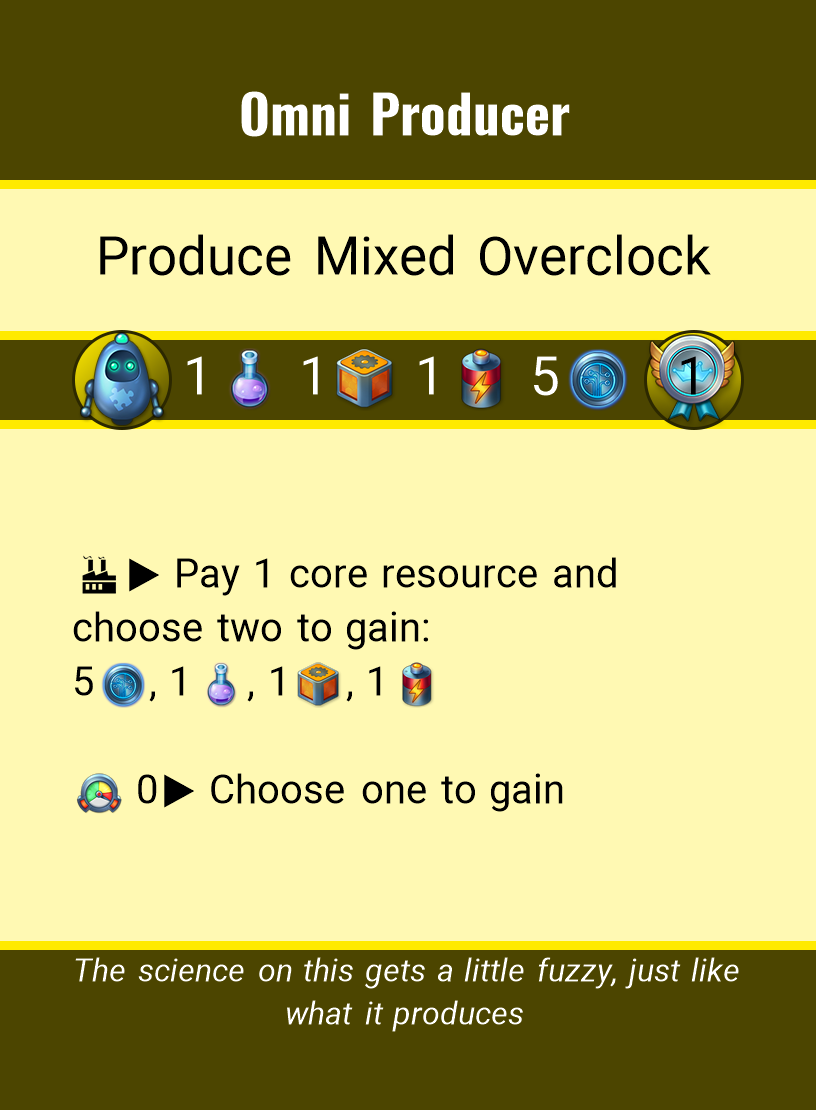 Omni Producer
Produce Mixed Overclock
1 1 1 5 1
▶ Pay 1 core resource and
choose two to gain:
5 , 1 , 1 , 1
0▶ Choose one to gain
The science on this gets a little fuzzy, just like
what it produces